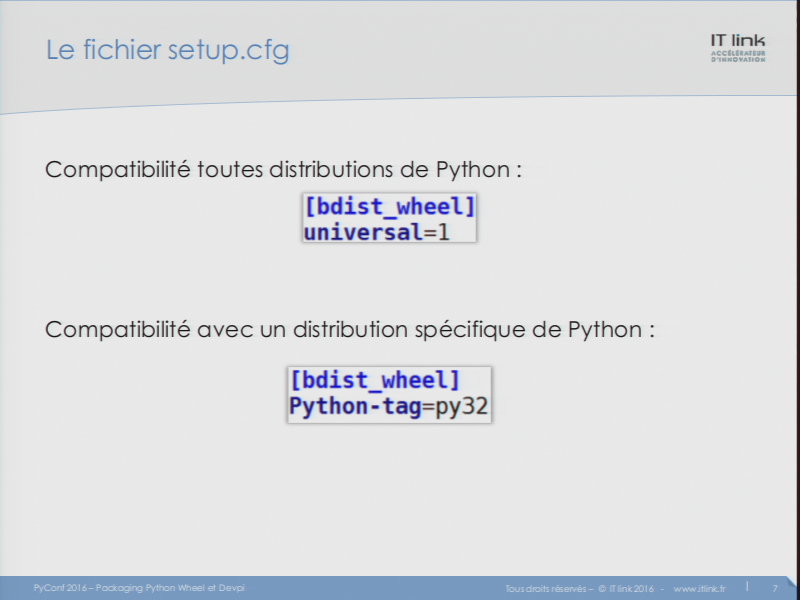 Le fichier setup.cfg
IT link
ACCÉLÉRATEUR
D'INNOVATION
Compatibilité toutes distributions de Python :
[bdist_wheel]
universal=1
Compatibilité avec un distribution spécifique de Python :
[bdist_wheel]
Python-tag=py32
PyConf 2016 – Packaging Python Wheel et Devpi
Tous droits réservés – © IT link 2016 - www.itlink.fr
7